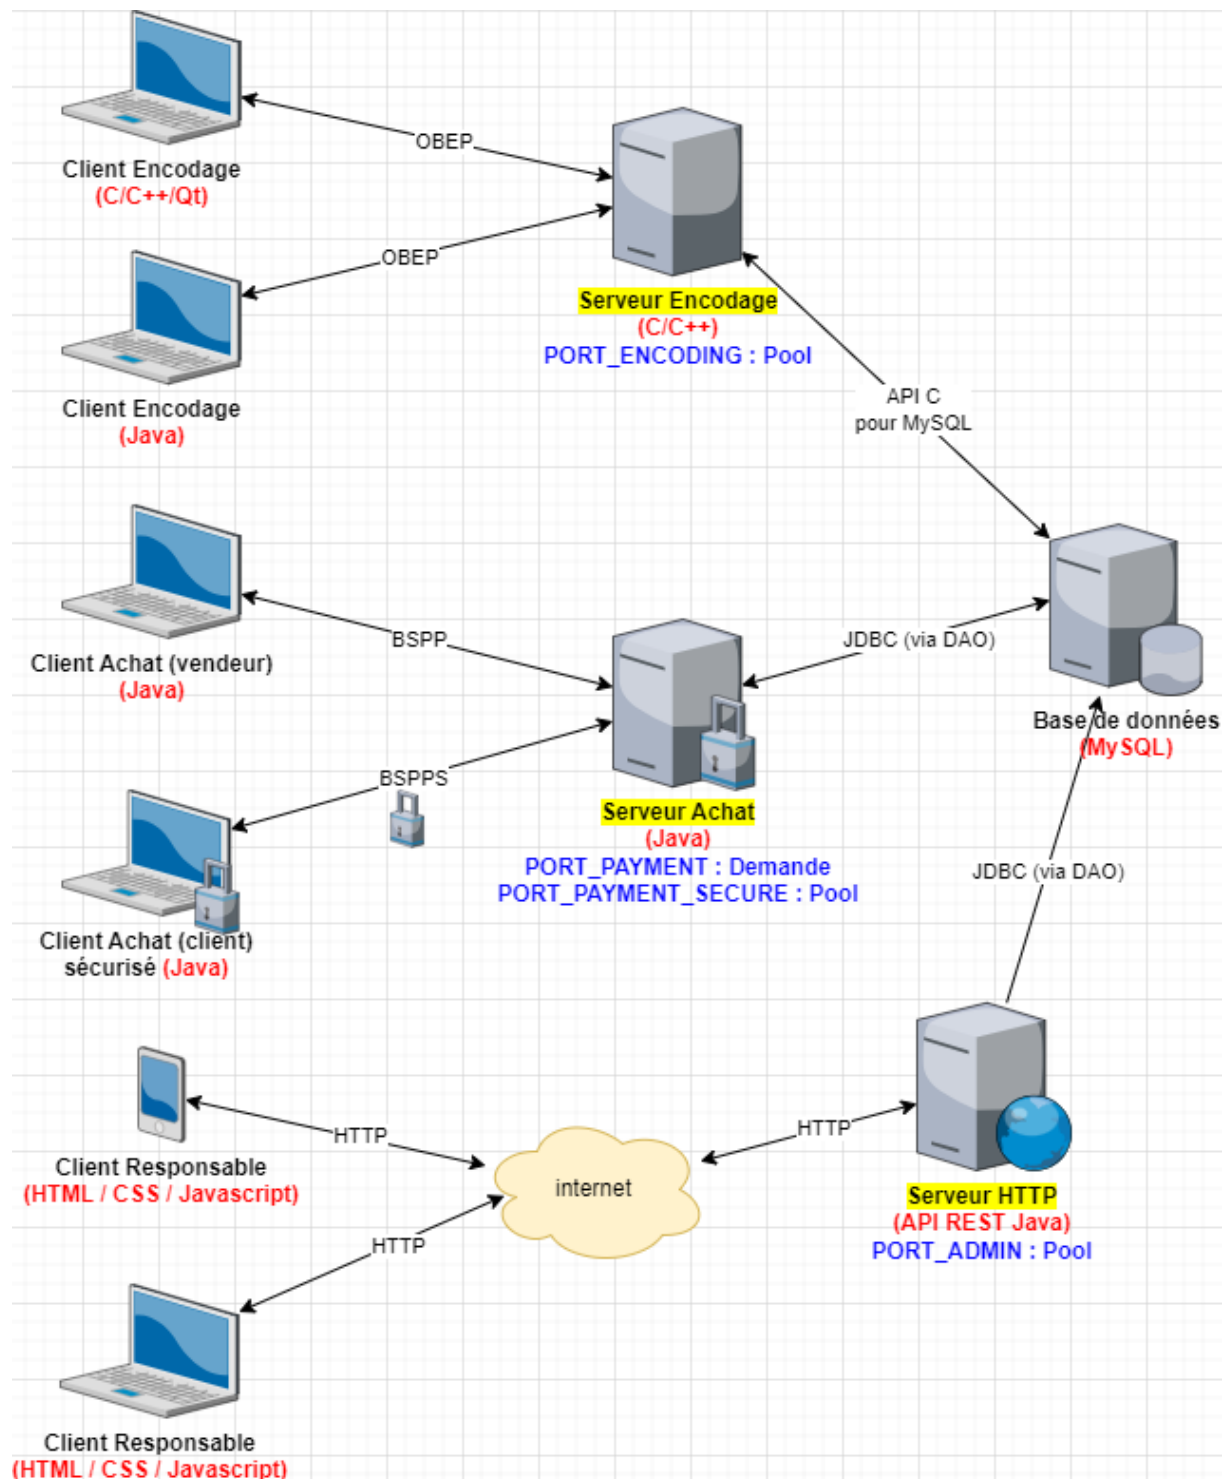 OBEP
Client Encodage
(C/C++/Qt)
OBEP
Serveur Encodage
(C/C++)
PORT_ENCODING : Pool
Client Encodage
(Java)
API C
pour MySQL
BSPP
JDBC (via DAO)
Client Achat (vendeur)
(Java)
Base de données
(MySQL)
BSPPS
Serveur Achat
(Java)
PORT_PAYMENT : Demande
PORT_PAYMENT_SECURE : Pool
JDBC (via DAO)
Client Achat (client)
sécurisé (Java)
HTTP
HTTP
Client Responsable
(HTML / CSS / Javascript)
internet
Serveur HTTP
(API REST Java)
PORT_ADMIN : Pool
HTTP
Client Responsable
(HTML / CSS / Javascript)